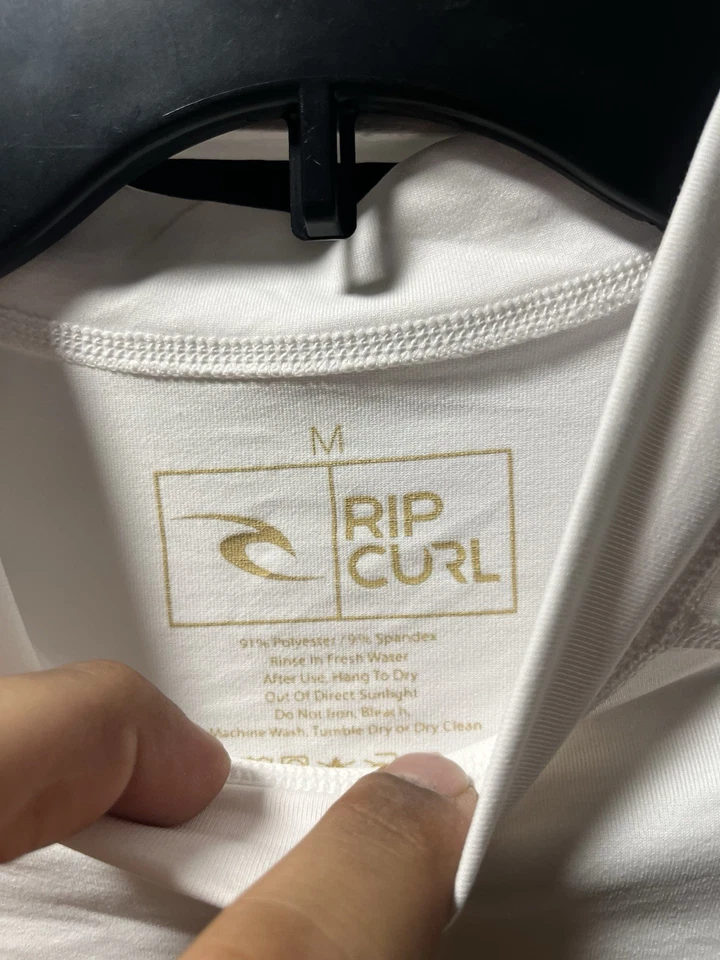 M
RIP
CURL
91% Polyester / 9% Spandex
Rinse In Fresh Water
After Use, Hang To Dry
Out Of Direct Sunlight
Do Not Iron, Bleach,
Machine Wash, Tumble Dry or Dry Clean